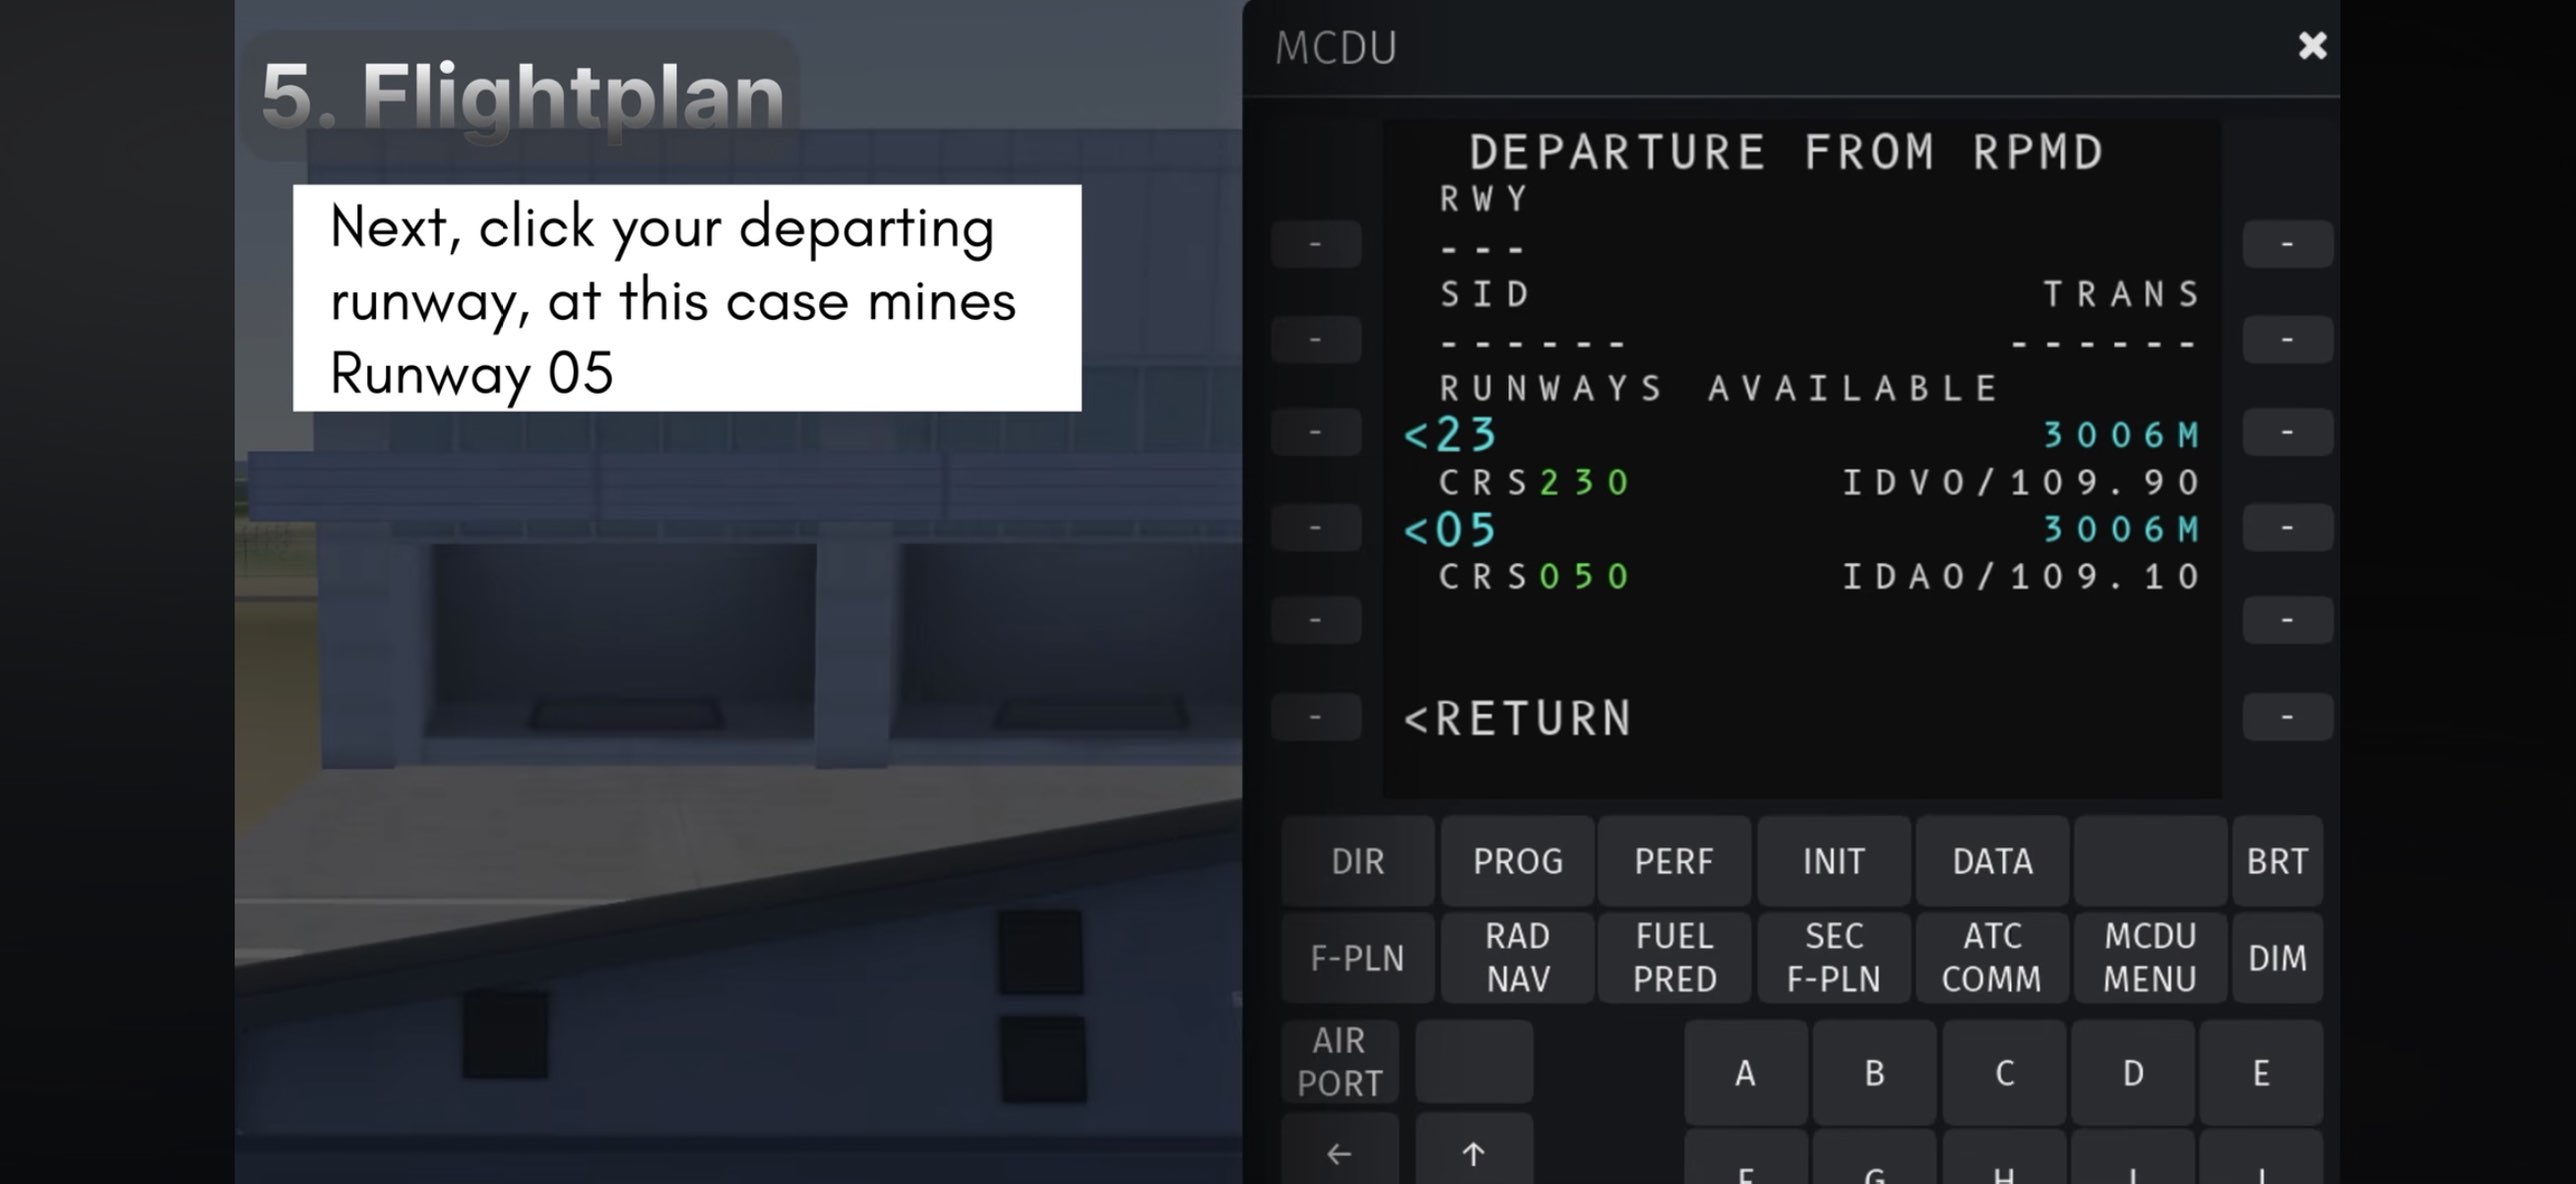 5. Flightplan
Next, click your departing
runway, at this case mines
Runway 05
MCDU ✖
DEPARTURE FROM RPMD
RWY
---
SID TRANS
------ ------
RUNWAYS AVAILABLE
<23 3006M
CRS230 IDVO/109.90
<05 3006M
CRS050 IDAO/109.10
<RETURN
- -
- -
- -
- -
- -
- -
DIR PROG PERF INIT DATA BRT
F-PLN RAD NAV FUEL PRED SEC F-PLN ATC COMM MCDU MENU DIM
AIR PORT A B C D E
← ↑